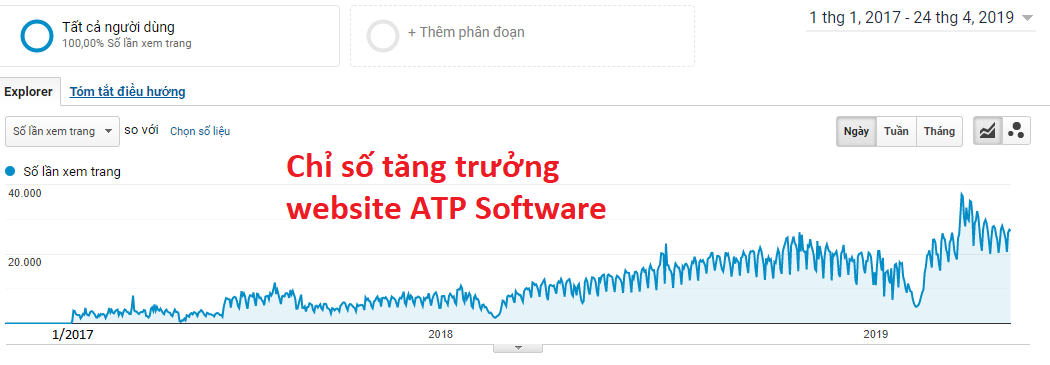 Tất cả người dùng
100,00% Số lần xem trang
+ Thêm phân đoạn
1 thg 1, 2017 - 24 thg 4, 2019
Explorer
Tóm tắt điều hướng
Số lần xem trang
so với
Chọn số liệu
Ngày
Tuần
Tháng
Số lần xem trang
Chỉ số tăng trưởng
website ATP Software
40.000
20.000
1/2017
2018
2019